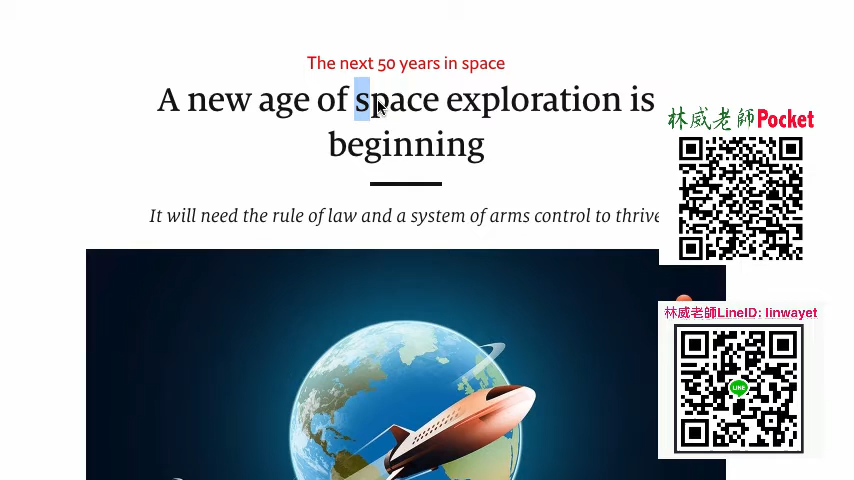 The next 50 years in space
A new age of space exploration is
beginning
It will need the rule of law and a system of arms control to thrive
林威老師Pocket
林威老師LineID: linwayet
LINE